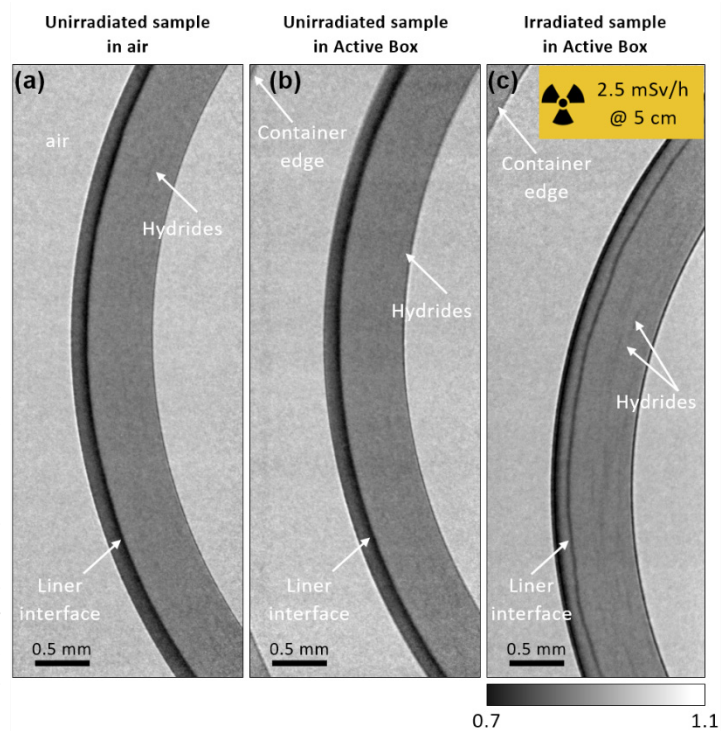 Unirradiated sample
in air
Unirradiated sample
in Active Box
Irradiated sample
in Active Box
(a)
air
Hydrides
Liner
interface
0.5 mm
(b)
Container
edge
Hydrides
Liner
interface
0.5 mm
(c)
2.5 mSv/h
@ 5 cm
Container
edge
Hydrides
Liner
interface
0.5 mm
0.7
1.1